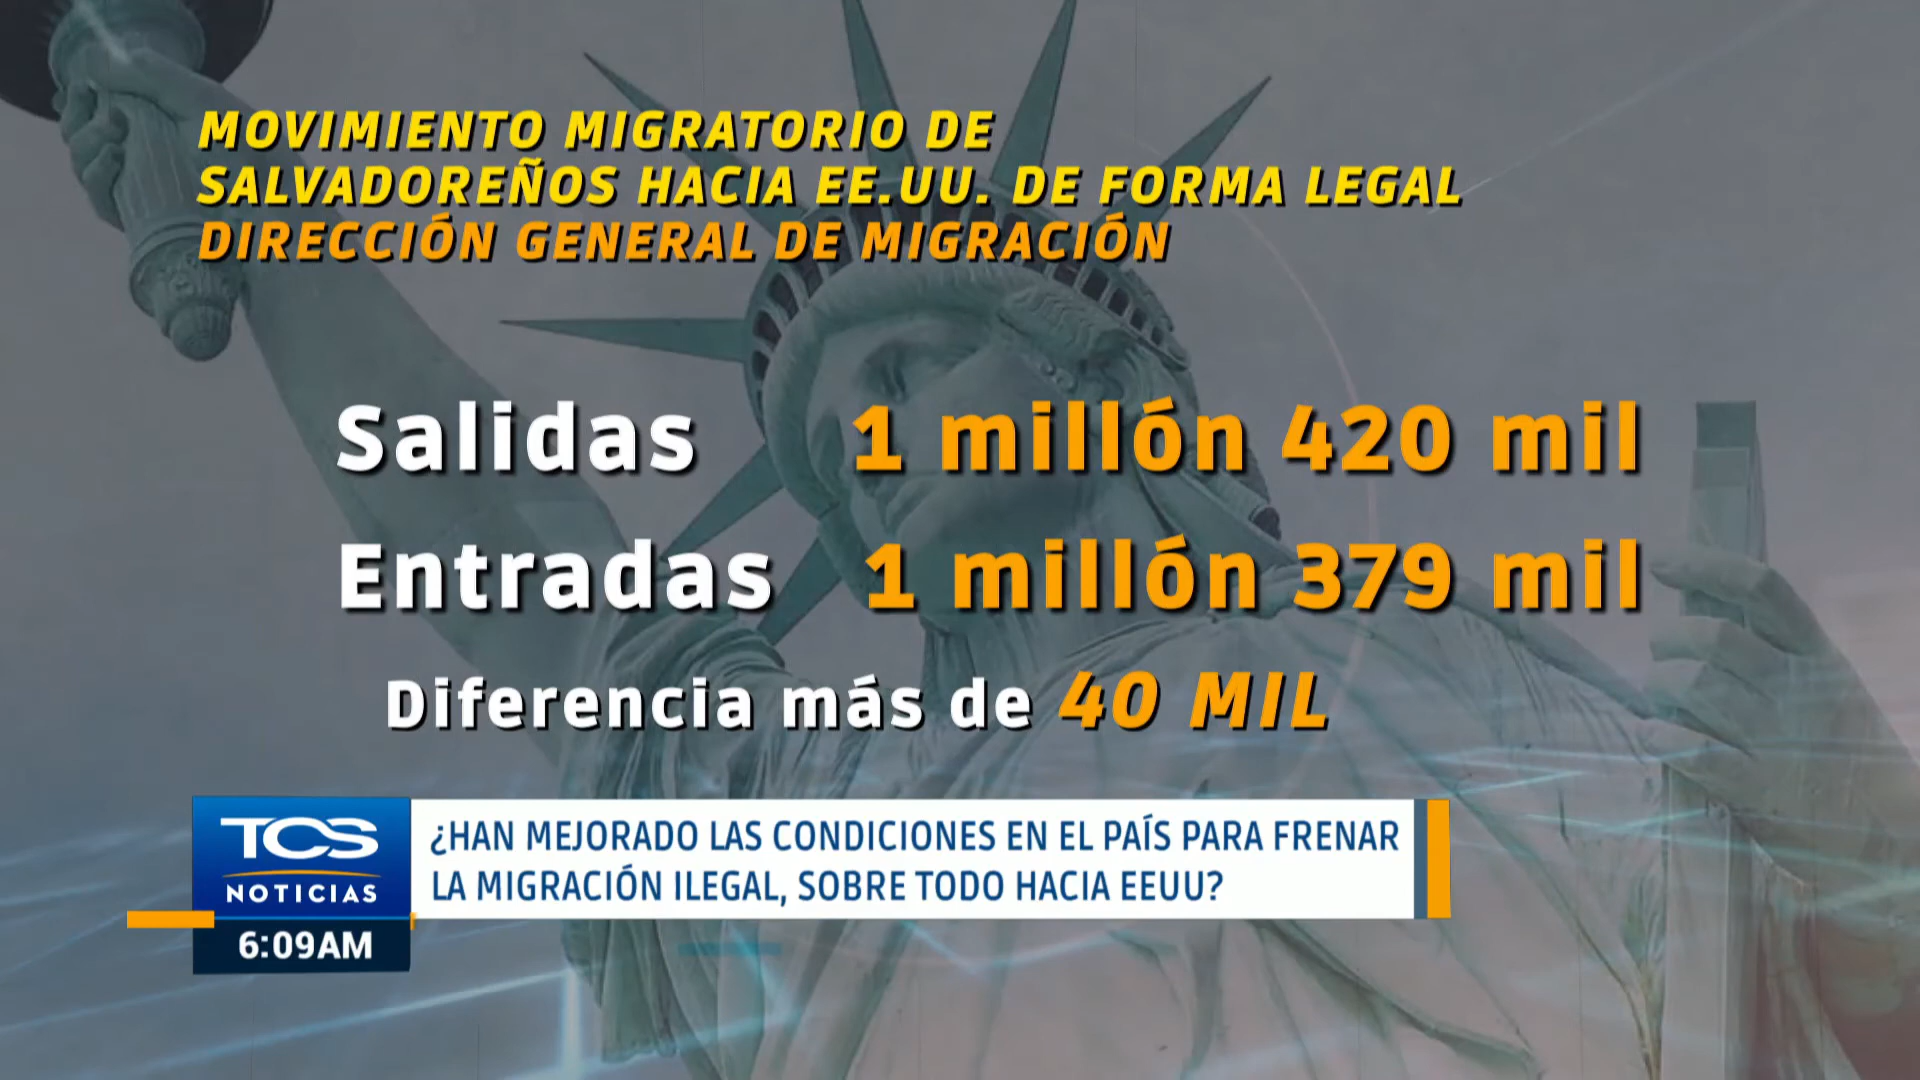 MOVIMIENTO MIGRATORIO DE
SALVADOREÑOS HACIA EE.UU. DE FORMA LEGAL
DIRECCIÓN GENERAL DE MIGRACIÓN
Salidas 1 millón 420 mil
Entradas 1 millón 379 mil
Diferencia más de 40 MIL
TCS
NOTICIAS
6:09AM
¿HAN MEJORADO LAS CONDICIONES EN EL PAÍS PARA FRENAR
LA MIGRACIÓN ILEGAL, SOBRE TODO HACIA EEUU?